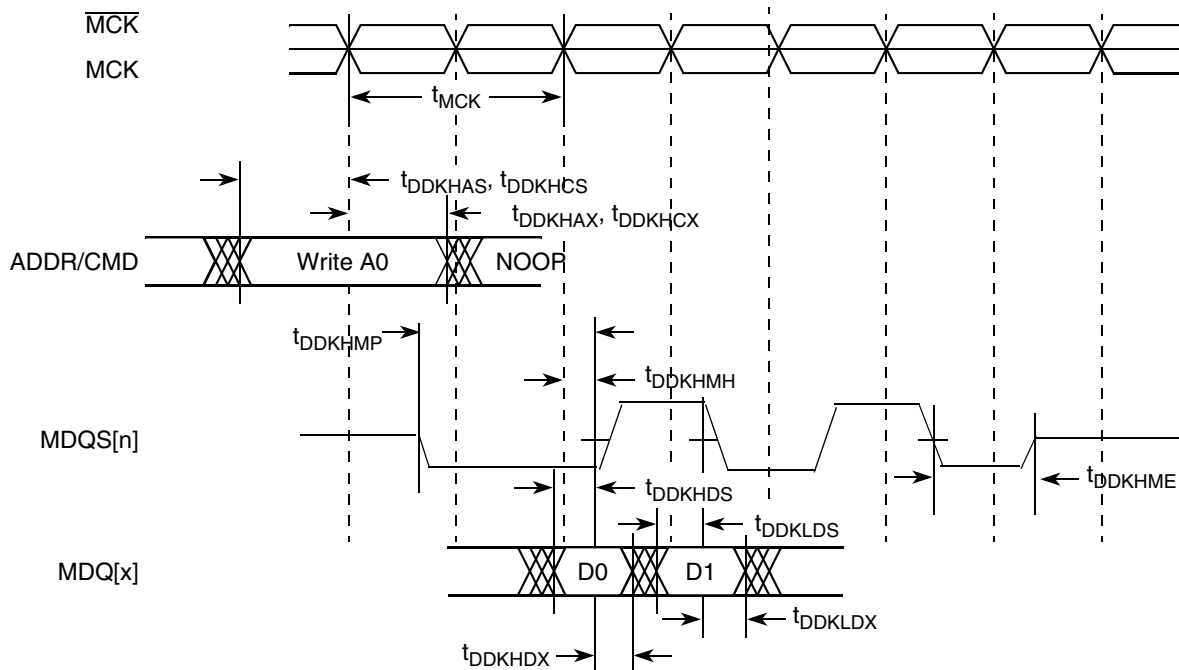 MCK
MCK
tMCK
tDDKHAS, tDDKHCS
tDDKHAX, tDDKHCX
ADDR/CMD
Write A0
NOOP
tDDKHMP
tDDKHMH
MDQS[n]
tDDKHDS
tDDKHME
tDDKLDS
MDQ[x]
D0
D1
tDDKLDX
tDDKHDX